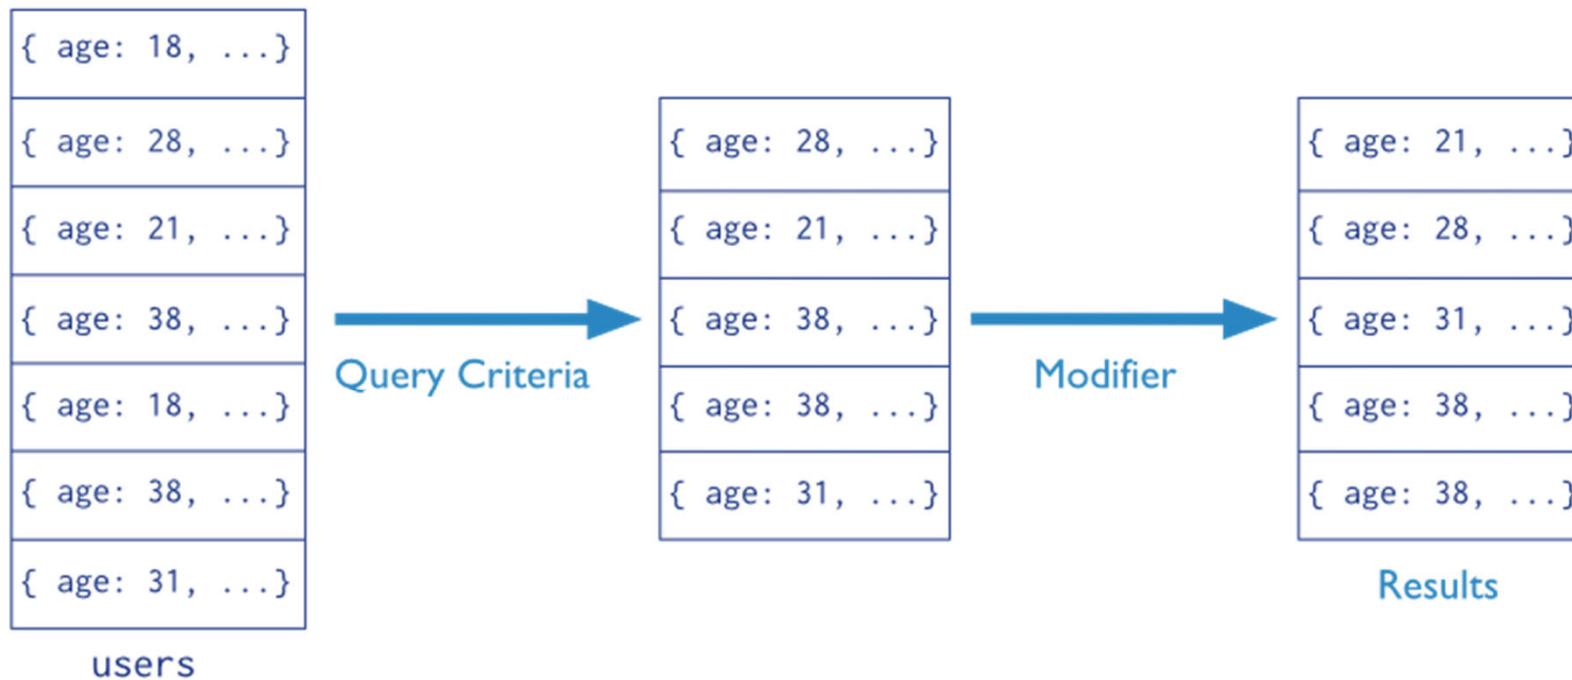 { age: 18, ...}
{ age: 28, ...}
{ age: 21, ...}
{ age: 38, ...}
{ age: 18, ...}
{ age: 38, ...}
{ age: 31, ...}
users
Query Criteria
{ age: 28, ...}
{ age: 21, ...}
{ age: 38, ...}
{ age: 38, ...}
{ age: 31, ...}
Modifier
{ age: 21, ...}
{ age: 28, ...}
{ age: 31, ...}
{ age: 38, ...}
{ age: 38, ...}
Results